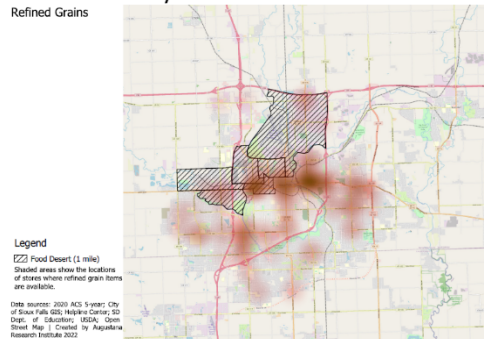 Refined Grains
Legend
Food Desert (1 mile)
Shaded areas show the locations
of stores where refined grain items
are available.
Data sources: 2020 ACS 5-year; City
of Sioux Falls GIS; Helpline Center; SD
Dept. of Education; USDA; Open
Street Map | Created by Augustana
Research Institute 2022